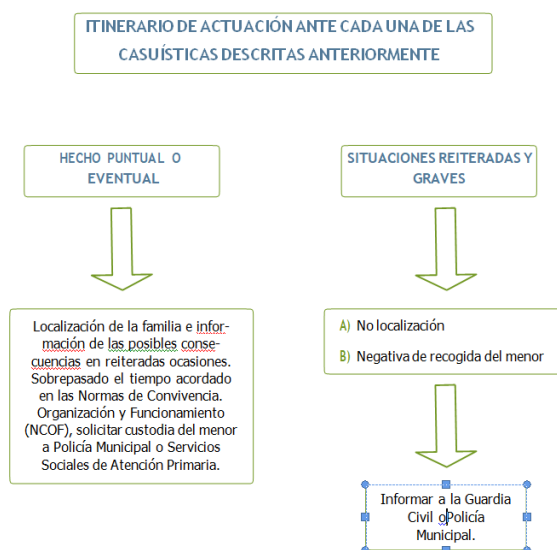 ITINERARIO DE ACTUACIÓN ANTE CADA UNA DE LAS
CASUÍSTICAS DESCRITAS ANTERIORMENTE
HECHO PUNTUAL O
EVENTUAL
Localización de la familia e infor-
mación de las posibles conse-
cuencias en reiteradas ocasiones.
Sobrepasado el tiempo acordado
en las Normas de Convivencia.
Organización y Funcionamiento
(NCOF), solicitar custodia del menor
a Policía Municipal o Servicios
Sociales de Atención Primaria.
SITUACIONES REITERADAS Y
GRAVES
A) No localización
B) Negativa de recogida del menor
Informar a la Guardia
Civil oPolicía
Municipal.